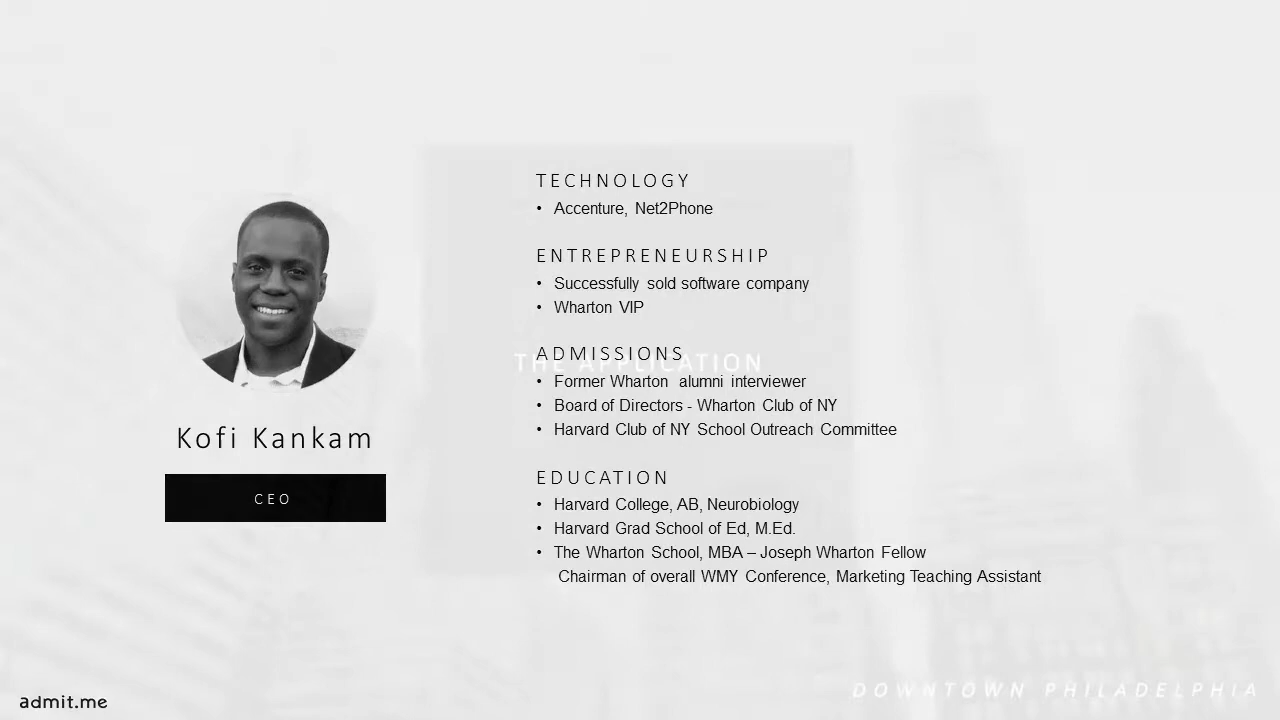 TECHNOLOGY
• Accenture, Net2Phone
ENTREPRENEURSHIP
• Successfully sold software company
• Wharton VIP
ADMISSIONS
THE APPLICATION
• Former Wharton alumni interviewer
• Board of Directors - Wharton Club of NY
• Harvard Club of NY School Outreach Committee
Kofi Kankam
CEO
EDUCATION
• Harvard College, AB, Neurobiology
• Harvard Grad School of Ed, M.Ed.
• The Wharton School, MBA – Joseph Wharton Fellow
Chairman of overall WMY Conference, Marketing Teaching Assistant
DOWNTOWN PHILADELPHIA
admit.me